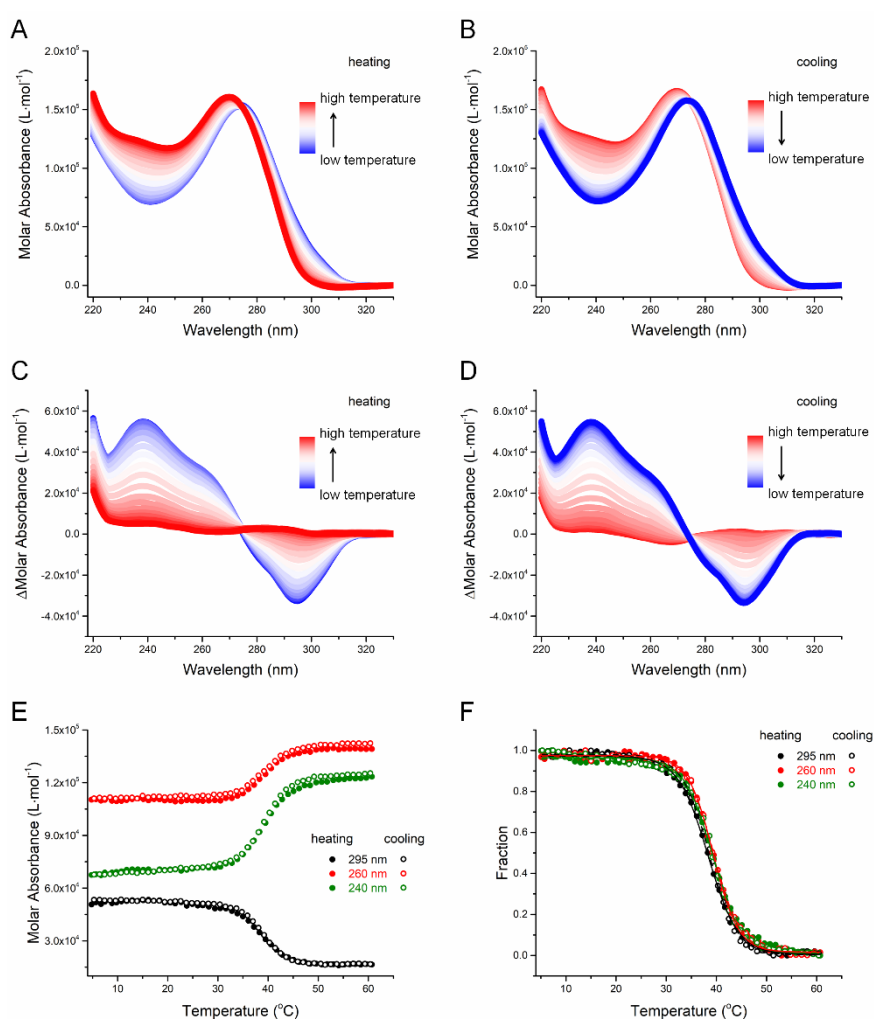 A
Molar Abosorbance (L·mol⁻¹)
2.0x10⁵
1.5x10⁵
1.0x10⁵
5.0x10⁴
0.0
heating
high temperature
low temperature
220 240 260 280 300 320
Wavelength (nm)
B
Molar Abosorbance (L·mol⁻¹)
2.0x10⁵
1.5x10⁵
1.0x10⁵
5.0x10⁴
0.0
cooling
high temperature
low temperature
220 240 260 280 300 320
Wavelength (nm)
C
ΔMolar Absorbance (L·mol⁻¹)
6.0x10⁴
4.0x10⁴
2.0x10⁴
0.0
-2.0x10⁴
-4.0x10⁴
heating
high temperature
low temperature
220 240 260 280 300 320
Wavelength (nm)
D
ΔMolar Absorbance (L·mol⁻¹)
6.0x10⁴
4.0x10⁴
2.0x10⁴
0.0
-2.0x10⁴
-4.0x10⁴
cooling
high temperature
low temperature
220 240 260 280 300 320
Wavelength (nm)
E
Molar Absorbance (L·mol⁻¹)
1.5x10⁵
1.2x10⁵
9.0x10⁴
6.0x10⁴
3.0x10⁴
heating cooling
295 nm
260 nm
240 nm
10 20 30 40 50 60
Temperature (°C)
F
Fraction
1.0
0.8
0.6
0.4
0.2
0.0
heating cooling
295 nm
260 nm
240 nm
10 20 30 40 50 60
Temperature (°C)